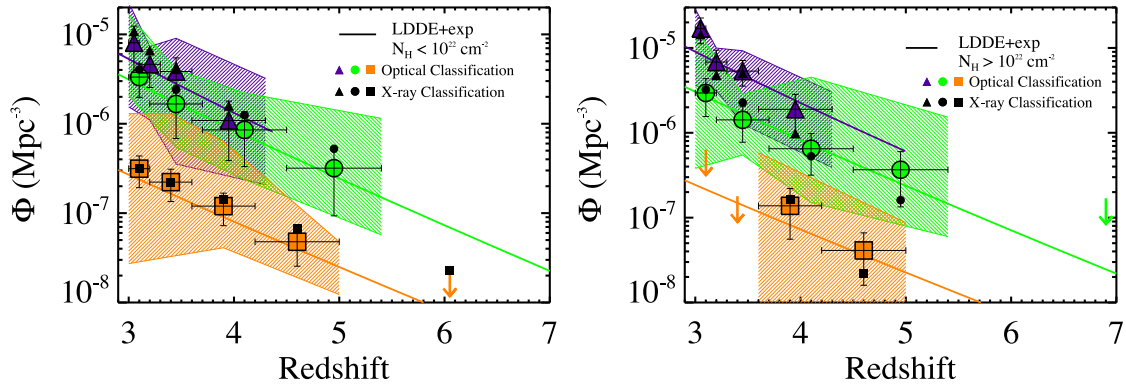 LDDE+exp
N_H < 10²² cm⁻²
Optical Classification
X-ray Classification
Φ (Mpc⁻³)
10⁻⁵
10⁻⁶
10⁻⁷
10⁻⁸
3 4 5 6 7
Redshift
LDDE+exp
N_H > 10²² cm⁻²
Optical Classification
X-ray Classification
Φ (Mpc⁻³)
10⁻⁵
10⁻⁶
10⁻⁷
10⁻⁸
3 4 5 6 7
Redshift